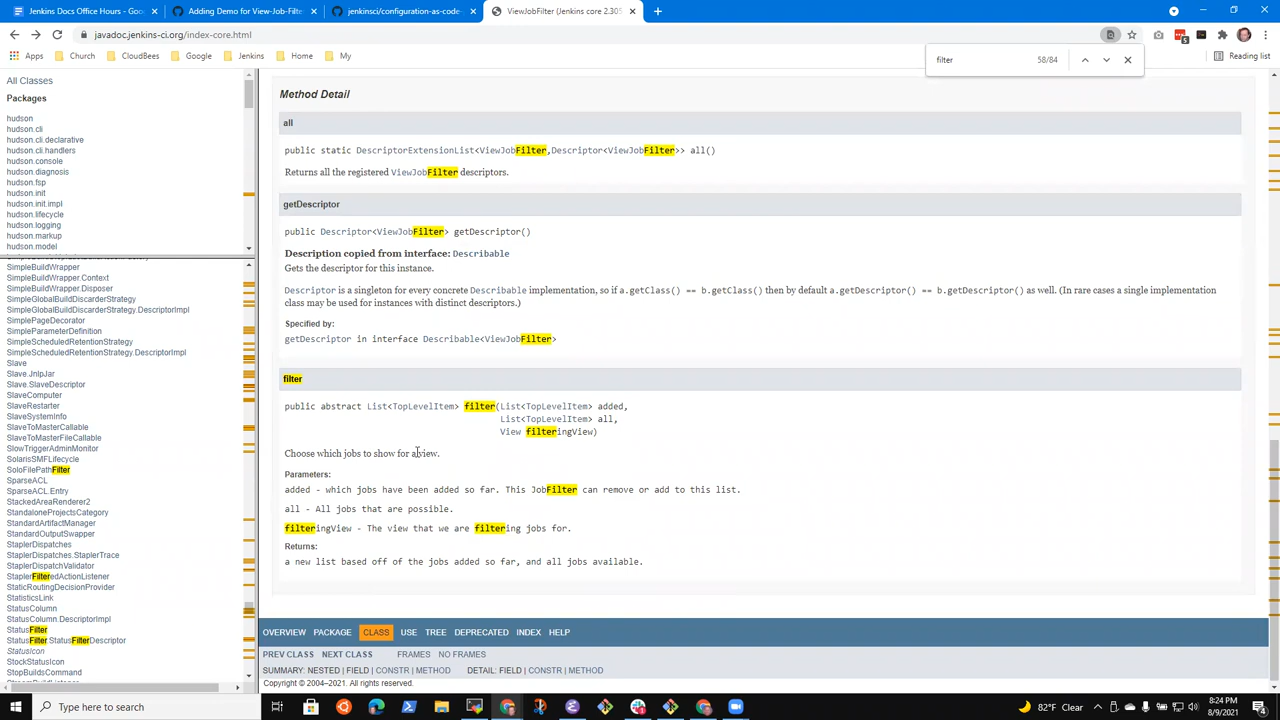 Jenkins Docs Office Hours - Goo
Adding Demo for View-Job-Filter
jenkinsci/configuration-as-code-
ViewJobFilter (Jenkins core 2.305
javadoc.jenkins-ci.org/index-core.html
Apps
Church
CloudBees
Google
Jenkins
Home
My
Reading list
filter
58/84
All Classes
Packages
hudson
hudson.cli
hudson.cli.declarative
hudson.cli.handlers
hudson.console
hudson.diagnosis
hudson.fsp
hudson.init
hudson.init.impl
hudson.lifecycle
hudson.logging
hudson.markup
hudson.model
SimpleBuildWrapper
SimpleBuildWrapper.Context
SimpleBuildWrapper.Disposer
SimpleGlobalBuildDiscarderStrategy
SimpleGlobalBuildDiscarderStrategy.DescriptorImpl
SimplePageDecorator
SimpleParameterDefinition
SimpleScheduledRetentionStrategy
SimpleScheduledRetentionStrategy.DescriptorImpl
Slave
Slave.JnlpJar
Slave.SlaveDescriptor
SlaveComputer
SlaveRestarter
SlaveSystemInfo
SlaveToMasterCallable
SlaveToMasterFileCallable
SlowTriggerAdminMonitor
SolarisSMFLifecycle
SoloFilePathFilter
SparseACL
SparseACL.Entry
StackedAreaRenderer2
StandaloneProjectsCategory
StandardArtifactManager
StandardOutputSwapper
StaplerDispatches
StaplerDispatches.StaplerTrace
StaplerDispatchValidator
StaplerFilteredActionListener
StaticRoutingDecisionProvider
StatisticsLink
StatusColumn
StatusColumn.DescriptorImpl
StatusFilter
StatusFilter.StatusFilterDescriptor
StatusIcon
StockStatusIcon
StopBuildsCommand
Method Detail
all
public static DescriptorExtensionList<ViewJobFilter,Descriptor<ViewJobFilter>> all()
Returns all the registered ViewJobFilter descriptors.
getDescriptor
public Descriptor<ViewJobFilter> getDescriptor()
Description copied from interface: Describable
Gets the descriptor for this instance.
Descriptor is a singleton for every concrete Describable implementation, so if a.getClass() == b.getClass() then by default a.getDescriptor() == b.getDescriptor() as well. (In rare cases a single implementation
class may be used for instances with distinct descriptors.)
Specified by:
getDescriptor in interface Describable<ViewJobFilter>
filter
public abstract List<TopLevelItem> filter(List<TopLevelItem> added,
List<TopLevelItem> all,
View filteringView)
Choose which jobs to show for a view.
Parameters:
added - which jobs have been added so far. This JobFilter can remove or add to this list.
all - All jobs that are possible.
filteringView - The view that we are filtering jobs for.
Returns:
a new list based off of the jobs added so far, and all jobs available.
OVERVIEW PACKAGE CLASS USE TREE DEPRECATED INDEX HELP
PREV CLASS NEXT CLASS FRAMES NO FRAMES
SUMMARY: NESTED | FIELD | CONSTR | METHOD DETAIL: FIELD | CONSTR | METHOD
Copyright © 2004–2021. All rights reserved.
Type here to search
82°F Clear
8:24 PM
8/9/2021